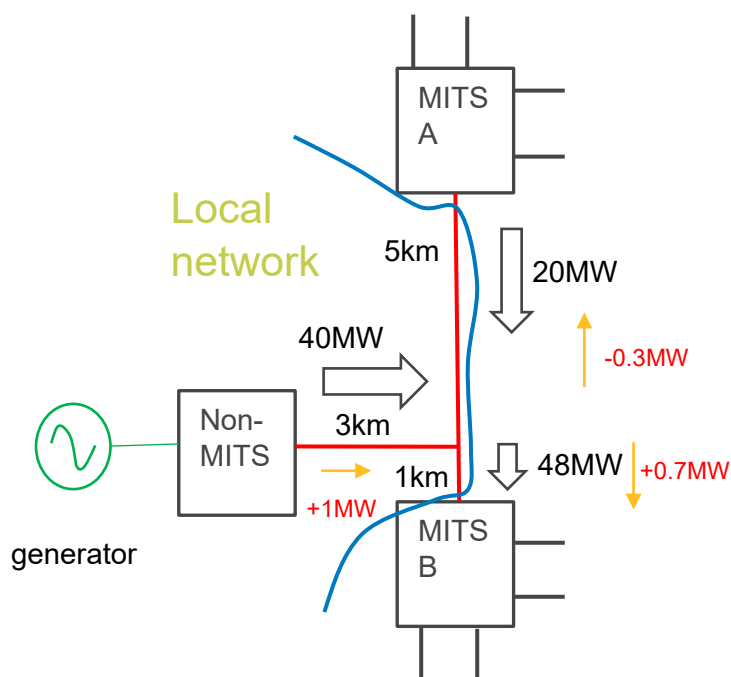 MITS
A
Local
network
5km
20MW
40MW
-0.3MW
Non-
MITS
3km
1km
48MW
+0.7MW
+1MW
MITS
B
generator